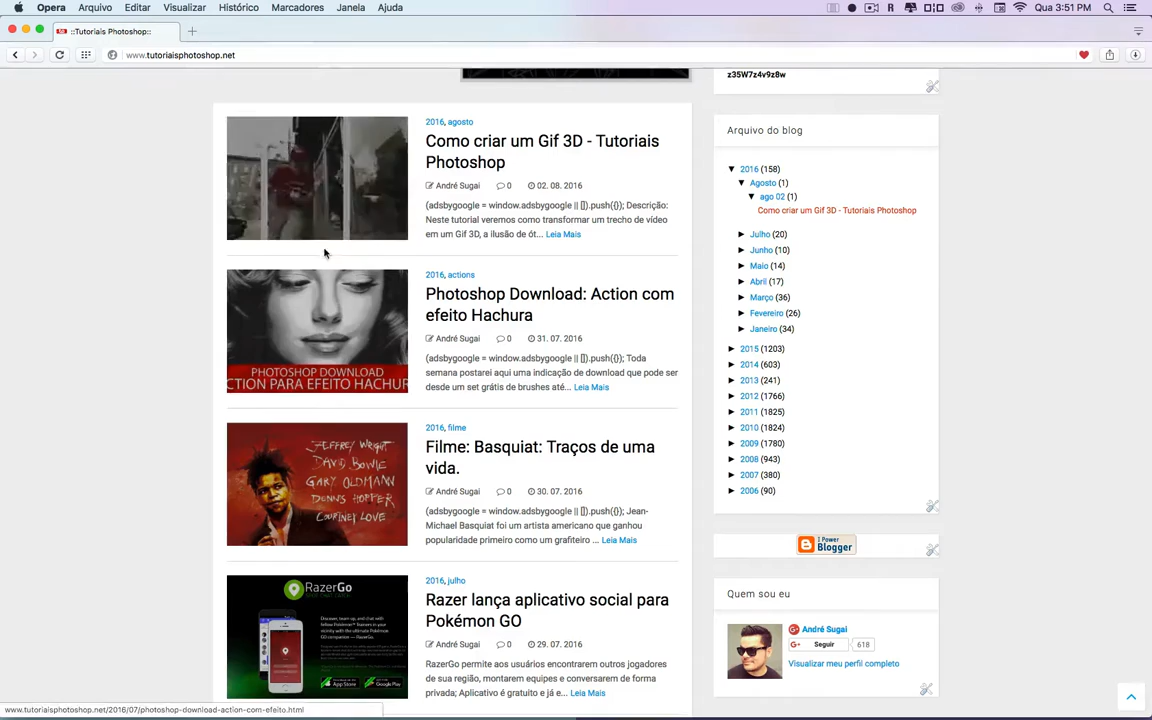 Opera Arquivo Editar Visualizar Histórico Marcadores Janela Ajuda
Qua 3:51 PM
::Tutoriais Photoshop::
www.tutoriaisphotoshop.net
2016, agosto
Como criar um Gif 3D - Tutoriais
Photoshop
André Sugai 0 02. 08. 2016
(adsbygoogle = window.adsbygoogle || []).push({}); Descrição:
Neste tutorial veremos como transformar um trecho de vídeo
em um Gif 3D, a ilusão de ót... Leia Mais
PHOTOSHOP DOWNLOAD
CTION PARA EFEITO HACHUR
2016, actions
Photoshop Download: Action com
efeito Hachura
André Sugai 0 31. 07. 2016
(adsbygoogle = window.adsbygoogle || []).push({}); Toda
semana postarei aqui uma indicação de download que pode ser
desde um set grátis de brushes até... Leia Mais
JEFFREY WRIGHT
DAVID BOWIE
GARY OLDMANN
DENNIS HOPPER
COURTNEY LOVE
2016, filme
Filme: Basquiat: Traços de uma
vida.
André Sugai 0 30. 07. 2016
(adsbygoogle = window.adsbygoogle || []).push({}); Jean-
Michael Basquiat foi um artista americano que ganhou
popularidade primeiro como um grafiteiro ... Leia Mais
RazerGo
App Store
Google Play
2016, julho
Razer lança aplicativo social para
Pokémon GO
André Sugai 0 29. 07. 2016
RazerGo permite aos usuários encontrarem outros jogadores
de sua região, montarem equipes e conversarem de forma
privada; Aplicativo é gratuito e já e... Leia Mais
z35W7z4v9z8w
Arquivo do blog
▼ 2016 (158)
▼ Agosto (1)
▼ ago 02 (1)
Como criar um Gif 3D - Tutoriais Photoshop
► Julho (20)
► Junho (10)
► Maio (14)
► Abril (17)
► Março (36)
► Fevereiro (26)
► Janeiro (34)
► 2015 (1203)
► 2014 (603)
► 2013 (241)
► 2012 (1766)
► 2011 (1825)
► 2010 (1824)
► 2009 (1780)
► 2008 (943)
► 2007 (380)
► 2006 (90)
I Power
Blogger
Quem sou eu
André Sugai
Seguir 618
Visualizar meu perfil completo
www.tutoriaisphotoshop.net/2016/07/photoshop-download-action-com-efeito.html